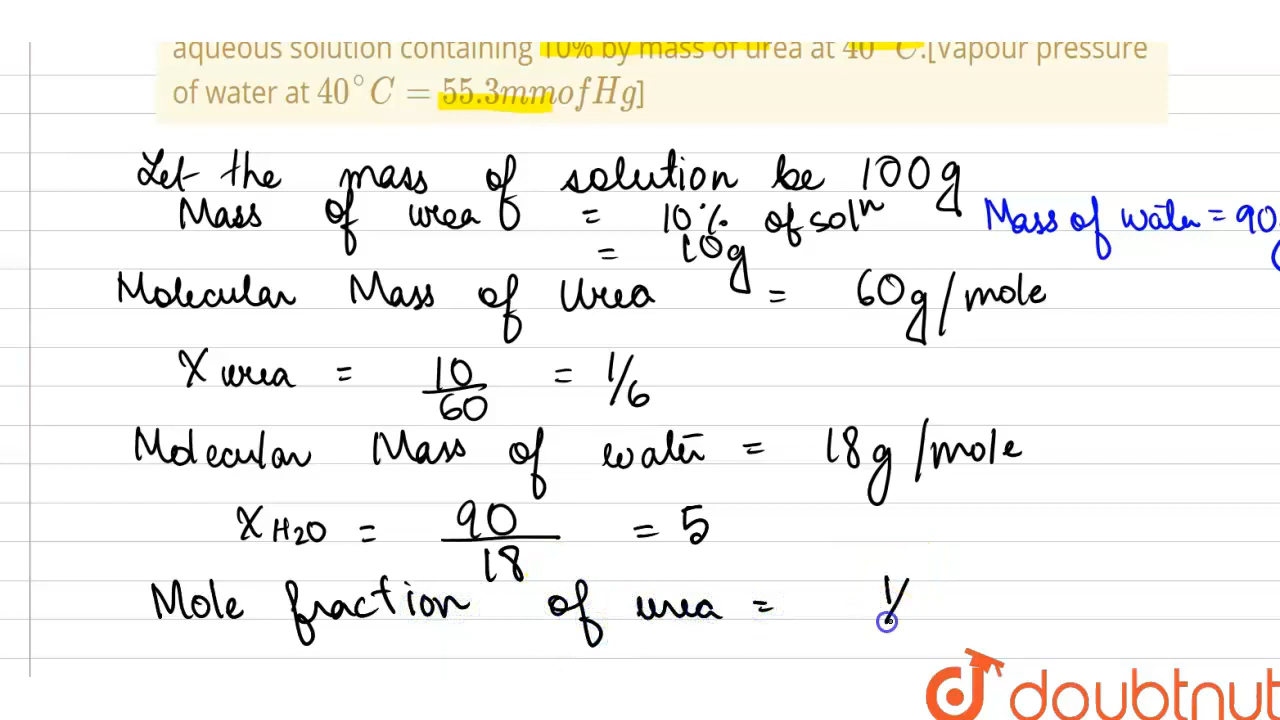 aqueous solution containing 10% by mass of urea at 40°C.[Vapour pressure
of water at 40°C = 55.3mmofHg]
Let the mass of solution be 100g
Mass of urea = 10% of solⁿ Mass of water = 90g
= 10g
Molecular Mass of Urea = 60g/mole
X urea = 10/60 = 1/6
Molecular Mass of water = 18g/mole
X H2O = 90/18 = 5
Mole fraction of urea = 1/
doubtnut